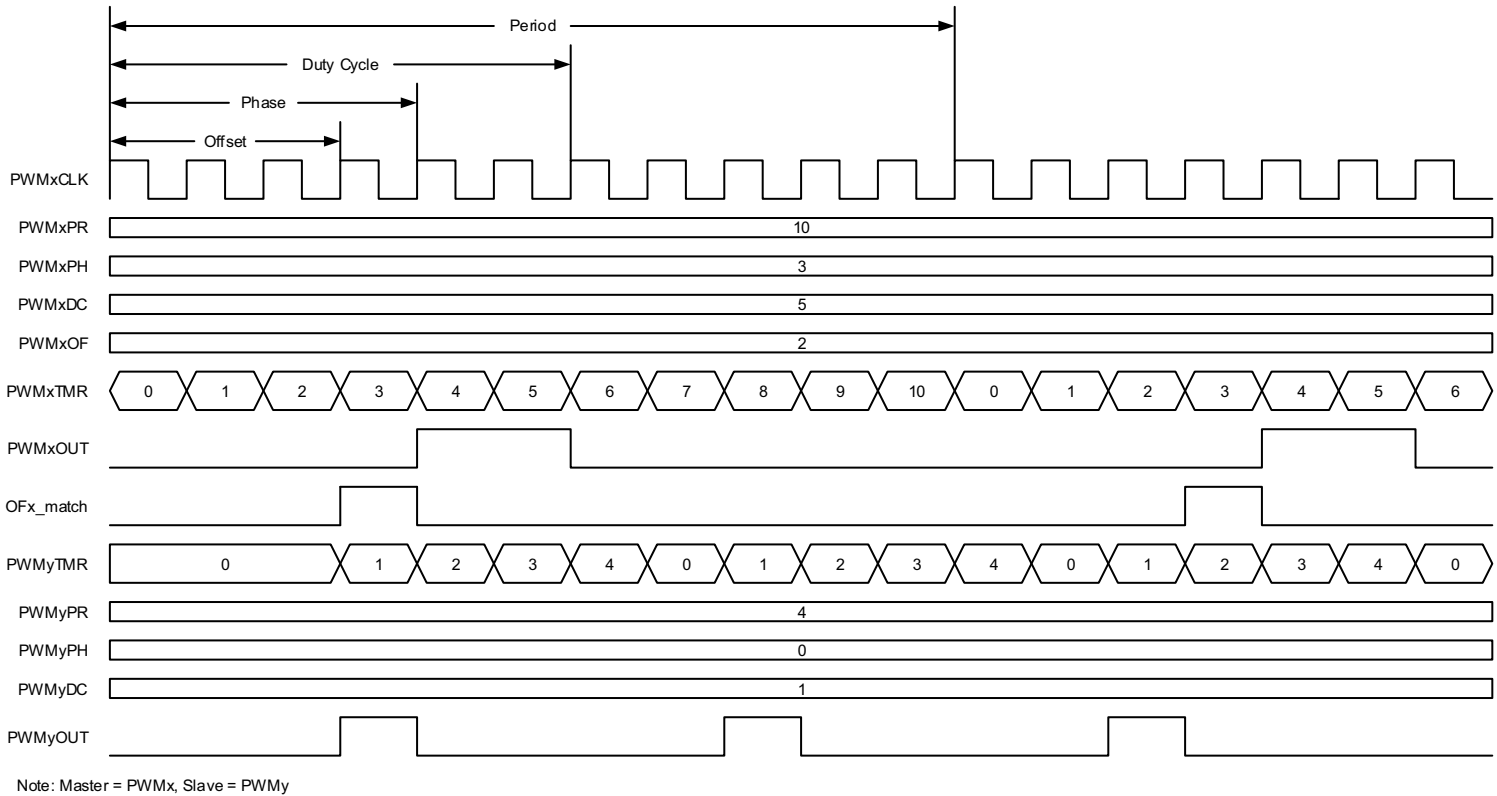 Period
Duty Cycle
Phase
Offset
PWMxCLK
PWMxPR 10
PWMxPH 3
PWMxDC 5
PWMxOF 2
PWMxTMR 0 1 2 3 4 5 6 7 8 9 10 0 1 2 3 4 5 6
PWMxOUT
OFx_match
PWMyTMR 0 1 2 3 4 0 1 2 3 4 0 1 2 3 4 0
PWMyPR 4
PWMyPH 0
PWMyDC 1
PWMyOUT
Note: Master = PWMx, Slave = PWMy